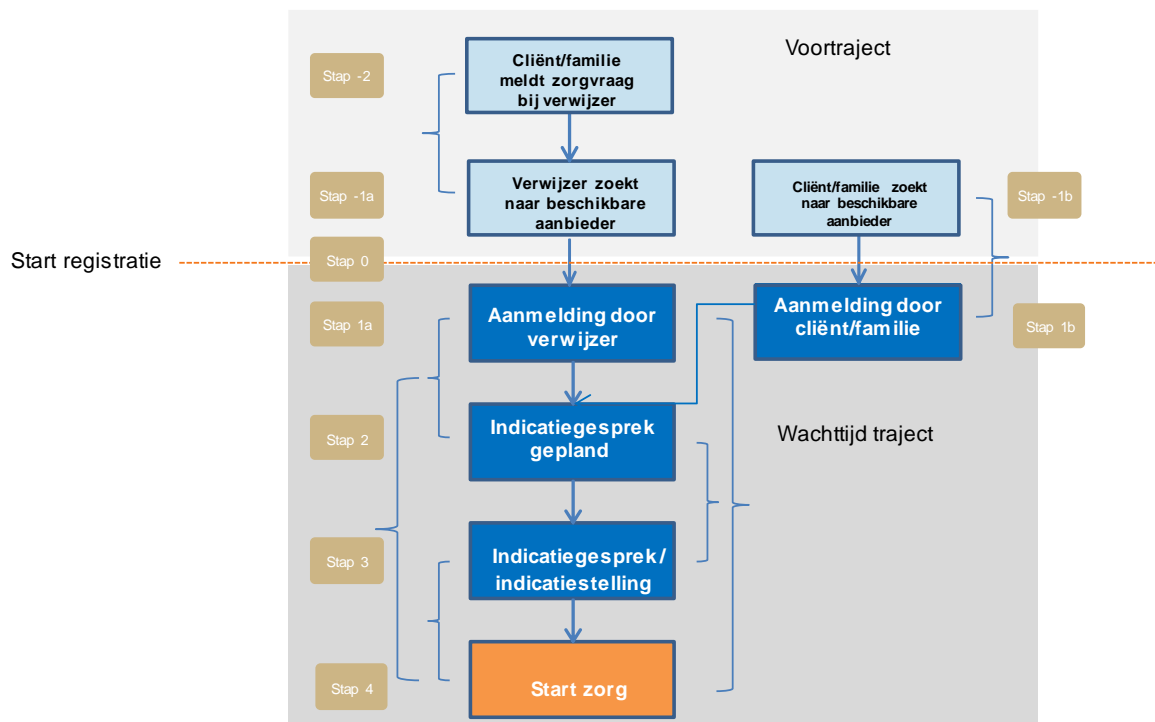 Voortraject
Stap -2
Cliënt/familie
meldt zorgvraag
bij verwijzer
Stap -1a
Verwijzer zoekt
naar beschikbare
aanbieder
Cliënt/familie zoekt
naar beschikbare
aanbieder
Stap -1b
Start registratie
Stap 0
Stap 1a
Aanmelding door
verwijzer
Aanmelding door
cliënt/familie
Stap 1b
Stap 2
Indicatiegesprek
gepland
Wachttijd traject
Stap 3
Indicatiegesprek/
indicatiestelling
Stap 4
Start zorg